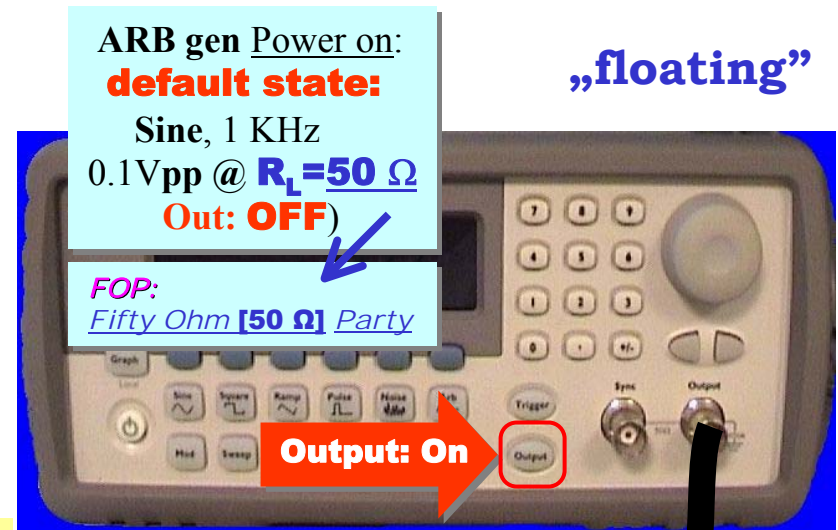 ARB gen Power on:
default state:
Sine, 1 KHz
0.1Vpp @ RL=50 Ω
Out: OFF)
„floating”
FOP:
Fifty Ohm [50 Ω] Party
7 8 9
4 5 6
1 2 3
0 . +/-
Graph
Local
Sine Square Ramp Pulse Noise
Mod Sweep
Output: On
Trigger
Output
Sync Output